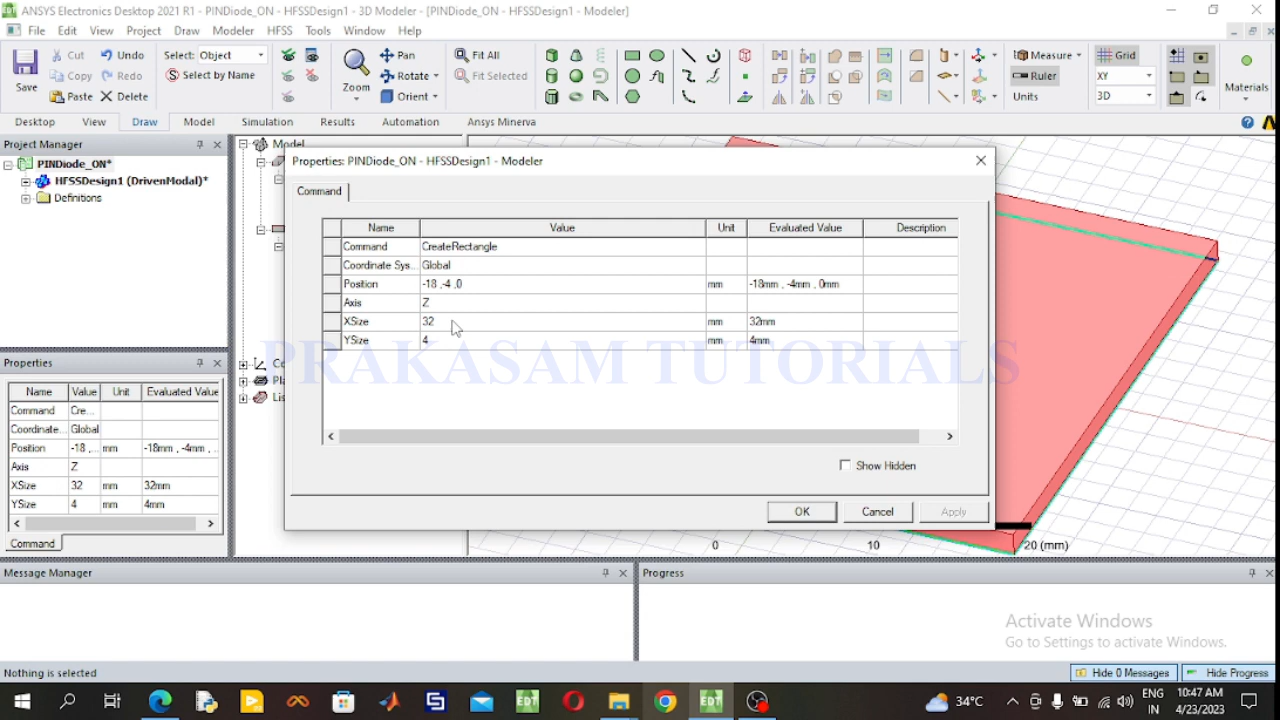 ANSYS Electronics Desktop 2021 R1 - PINDiode_ON - HFSSDesign1 - 3D Modeler - [PINDiode_ON - HFSSDesign1 - Modeler]
File Edit View Project Draw Modeler HFSS Tools Window Help
Save
Cut
Copy
Paste
Undo
Redo
Delete
Select: Object
Select by Name
Zoom
Pan
Rotate
Orient
Fit All
Fit Selected
Measure
Ruler
Units
Grid
XY
3D
Materials
Desktop View Draw Model Simulation Results Automation Ansys Minerva
Project Manager
PINDiode_ON*
HFSSDesign1 (DrivenModal)*
Definitions
Model
Properties: PINDiode_ON - HFSSDesign1 - Modeler
Command
Name Value Unit Evaluated Value Description
Command CreateRectangle
Coordinate Sys... Global
Position -18 ,-4 ,0 mm -18mm , -4mm , 0mm
Axis Z
XSize 32 mm 32mm
YSize 4 mm 4mm
PRAKASAM TUTORIALS
Show Hidden
OK Cancel Apply
Properties
Name Value Unit Evaluated Value
Command Cre...
Coordinate... Global
Position -18 ,... mm -18mm , -4mm , ..
Axis Z
XSize 32 mm 32mm
YSize 4 mm 4mm
Command
0 10 20 (mm)
Message Manager
Progress
Activate Windows
Go to Settings to activate Windows.
Nothing is selected
Hide 0 Messages
Hide Progress
34°C
ENG
IN
10:47 AM
4/23/2023